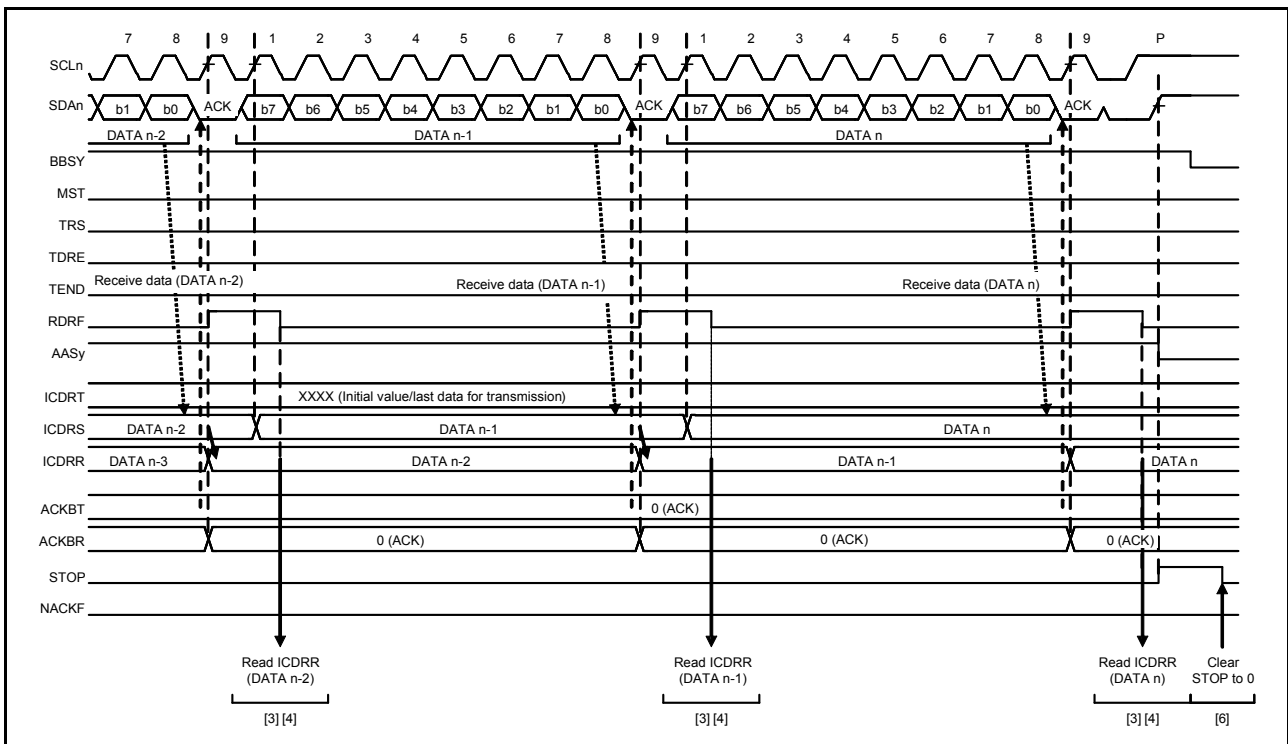 7 8 9 1 2 3 4 5 6 7 8 9 1 2 3 4 5 6 7 8 9 P
SCLn
SDAn b1 b0 ACK b7 b6 b5 b4 b3 b2 b1 b0 ACK b7 b6 b5 b4 b3 b2 b1 b0 ACK
DATA n-2 DATA n-1 DATA n
BBSY
MST
TRS
TDRE
Receive data (DATA n-2) Receive data (DATA n-1) Receive data (DATA n)
TEND
RDRF
AASy
ICDRT XXXX (Initial value/last data for transmission)
ICDRS DATA n-2 DATA n-1 DATA n
ICDRR DATA n-3 DATA n-2 DATA n-1 DATA n
ACKBT 0 (ACK)
ACKBR 0 (ACK) 0 (ACK) 0 (ACK)
STOP
NACKF
Read ICDRR Read ICDRR Read ICDRR Clear
(DATA n-2) (DATA n-1) (DATA n) STOP to 0
[3] [4] [3] [4] [3] [4] [6]